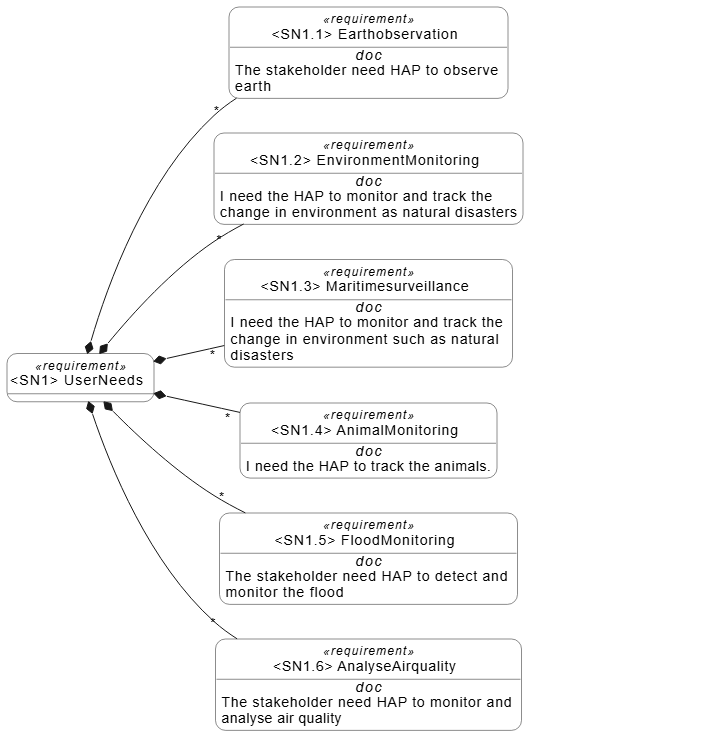 «requirement»
<SN1.1> Earthobservation
doc
The stakeholder need HAP to observe
earth
*
«requirement»
<SN1.2> EnvironmentMonitoring
doc
I need the HAP to monitor and track the
change in environment as natural disasters
*
«requirement»
<SN1.3> Maritimesurveillance
doc
I need the HAP to monitor and track the
change in environment such as natural
disasters
*
«requirement»
<SN1> UserNeeds
«requirement»
<SN1.4> AnimalMonitoring
doc
I need the HAP to track the animals.
*
*
«requirement»
<SN1.5> FloodMonitoring
doc
The stakeholder need HAP to detect and
monitor the flood
*
«requirement»
<SN1.6> AnalyseAirquality
doc
The stakeholder need HAP to monitor and
analyse air quality